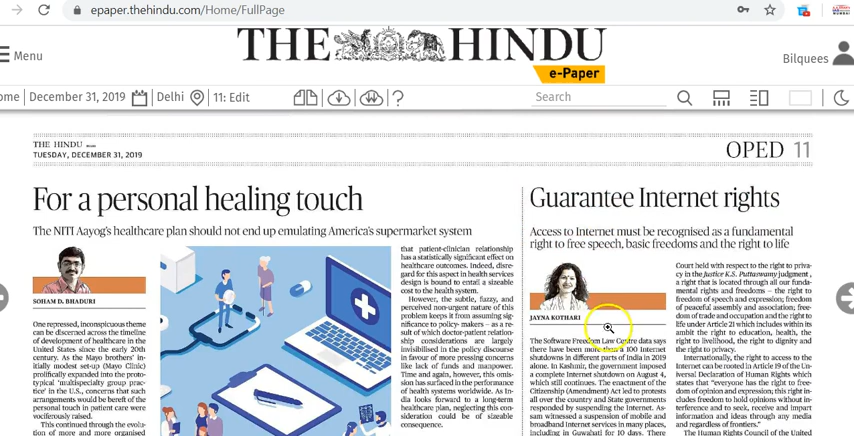 epaper.thehindu.com/Home/FullPage
THE HINDU
e-Paper
Menu
Bilquees
ome
December 31, 2019
Delhi
11: Edit
?
Search
THE HINDU
TUESDAY, DECEMBER 31, 2019
OPED 11
For a personal healing touch
The NITI Aayog's healthcare plan should not end up emulating America's supermarket system
SOHAM D. BHADURI
One repressed, inconspicuous theme
can be discerned across the timeline
of development of healthcare in the
United States since the early 20th
century. As the Mayo brothers' in-
itially modest set-up (Mayo Clinic)
prolifically expanded into the proto-
typical 'multispecialty group prac-
tice' in the U.S., concerns that such
arrangements would be bereft of the
personal touch in patient care were
vociferously raised.
This continued through the evolu-
tion of more and more organised
that patient-clinician relationship
has a statistically significant effect on
healthcare outcomes. Indeed, disre-
gard for this aspect in health services
design is bound to entail a sizeable
cost to the health system.
However, the subtle, fuzzy, and
perceived non-urgent nature of this
problem keeps it from assuming sig-
nificance to policy- makers – as a re-
sult of which doctor-patient relation-
ship considerations are largely
invisibilised in the policy discourse
in favour of more pressing concerns
like lack of funds and manpower.
Time and again, however, this omis-
sion has surfaced in the performance
of health systems worldwide. As In-
dia looks forward to a long-term
healthcare plan, neglecting this con-
sideration could be of sizeable
consequence.
Guarantee Internet rights
Access to Internet must be recognised as a fundamental
right to free speech, basic freedoms and the right to life
JAYNA KOTHARI
The Software Freedom Law Centre data says
there have been more than 100 Internet
shutdowns in different parts of India in 2019
alone. In Kashmir, the government imposed
a complete Internet shutdown on August 4,
which still continues. The enactment of the
Citizenship (Amendment) Act led to protests
all over the country and State governments
responded by suspending the Internet. As-
sam witnessed a suspension of mobile and
broadband Internet services in many places,
including in Guwahati for 10 days. There
Court held with respect to the right to priva-
cy in the Justice K.S. Puttaswamy judgment,
a right that is located through all our funda-
mental rights and freedoms – the right to
freedom of speech and expression; freedom
of peaceful assembly and association; free-
dom of trade and occupation and the right to
life under Article 21 which includes within its
ambit the right to education, health, the
right to livelihood, the right to dignity and
the right to privacy.
Internationally, the right to access to the
Internet can be rooted in Article 19 of the Un-
iversal Declaration of Human Rights which
states that "everyone has the right to free-
dom of opinion and expression; this right in-
cludes freedom to hold opinions without in-
terference and to seek, receive and impart
information and ideas through any media
and regardless of frontiers."
The Human Rights Council of the United